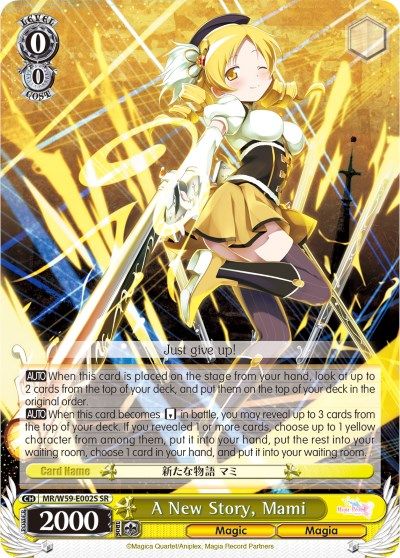 LEVEL
0
0
COST
Just give up!
AUTO When this card is placed on the stage from your hand, look at up to
2 cards from the top of your deck, and put them on the top of your deck in the
original order.
AUTO When this card becomes in battle, you may reveal up to 3 cards from
the top of your deck. If you revealed 1 or more cards, choose up to 1 yellow
character from among them, put it into your hand, put the rest into your
waiting room, choose 1 card in your hand, and put it into your waiting room.
Card Name 新たな物語 マミ
CH MR/W59-E002S SR
A New Story, Mami
POWER 2000 SOUL
Magic Magia
©Magica Quartet/Aniplex, Magia Record Partners